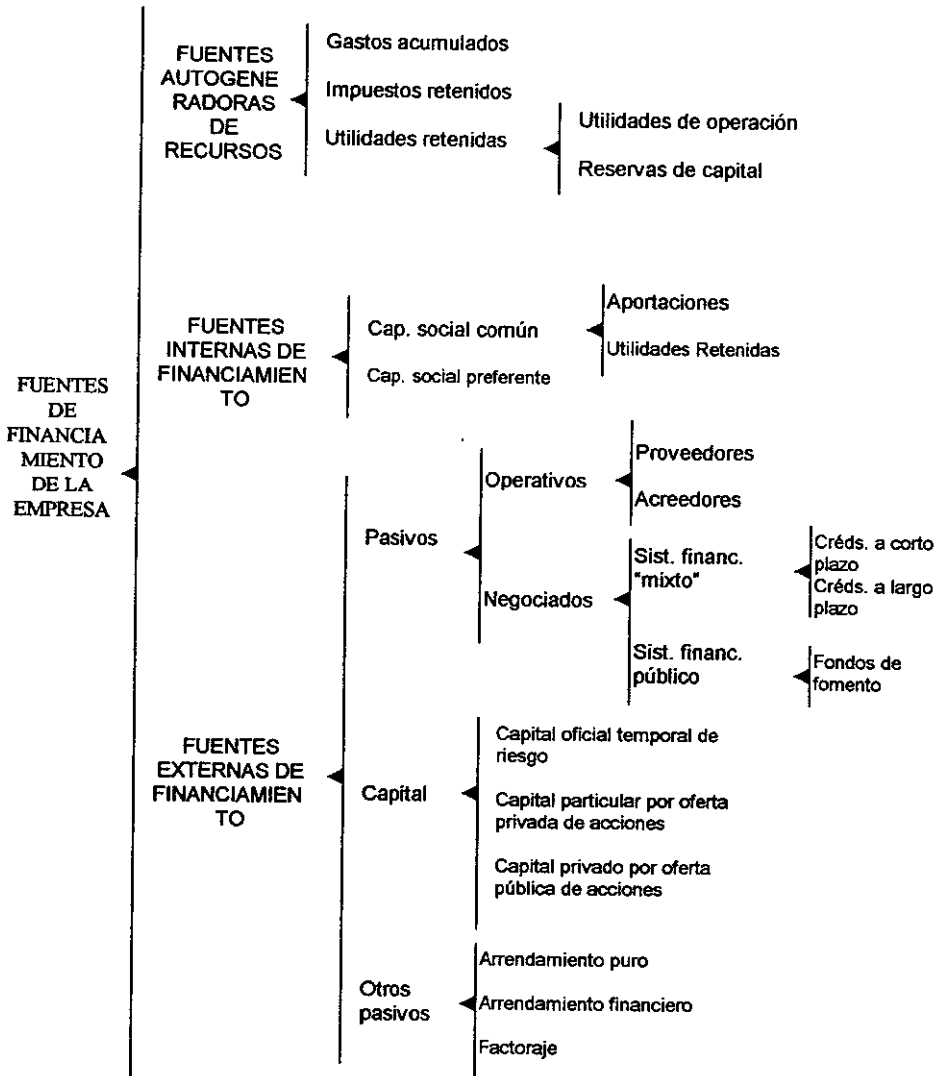 FUENTES
DE
FINANCIA
MIENTO
DE LA
EMPRESA
FUENTES
AUTOGENE
RADORAS
DE
RECURSOS
Gastos acumulados
Impuestos retenidos
Utilidades retenidas
Utilidades de operación
Reservas de capital
FUENTES
INTERNAS DE
FINANCIAMIEN
TO
Cap. social común
Cap. social preferente
Aportaciones
Utilidades Retenidas
FUENTES
EXTERNAS DE
FINANCIAMIEN
TO
Pasivos
Operativos
Proveedores
Acreedores
Negociados
Sist. financ.
"mixto"
Créds. a corto
plazo
Créds. a largo
plazo
Sist. financ.
público
Fondos de
fomento
Capital
Capital oficial temporal de
riesgo
Capital particular por oferta
privada de acciones
Capital privado por oferta
pública de acciones
Otros
pasivos
Arrendamiento puro
Arrendamiento financiero
Factoraje